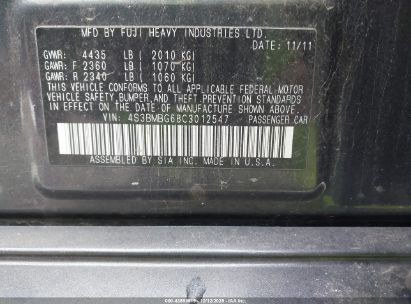 MFD BY FUJI HEAVY INDUSTRIES LTD.
DATE: 11/11
GVWR: 4435 LB ( 2010 KG)
GAWR: F 2360 LB ( 1070 KG)
GAWR: R 2340 LB ( 1060 KG)
THIS VEHICLE CONFORMS TO ALL APPLICABLE FEDERAL MOTOR
VEHICLE SAFETY, BUMPER, AND THEFT PREVENTION STANDARDS
IN EFFECT ON THE DATE OF MANUFACTURE SHOWN ABOVE.
VIN: 4S3BMBG68C3012547 PASSENGER CAR
ASSEMBLED BY SIA INC. IN U.S.A.